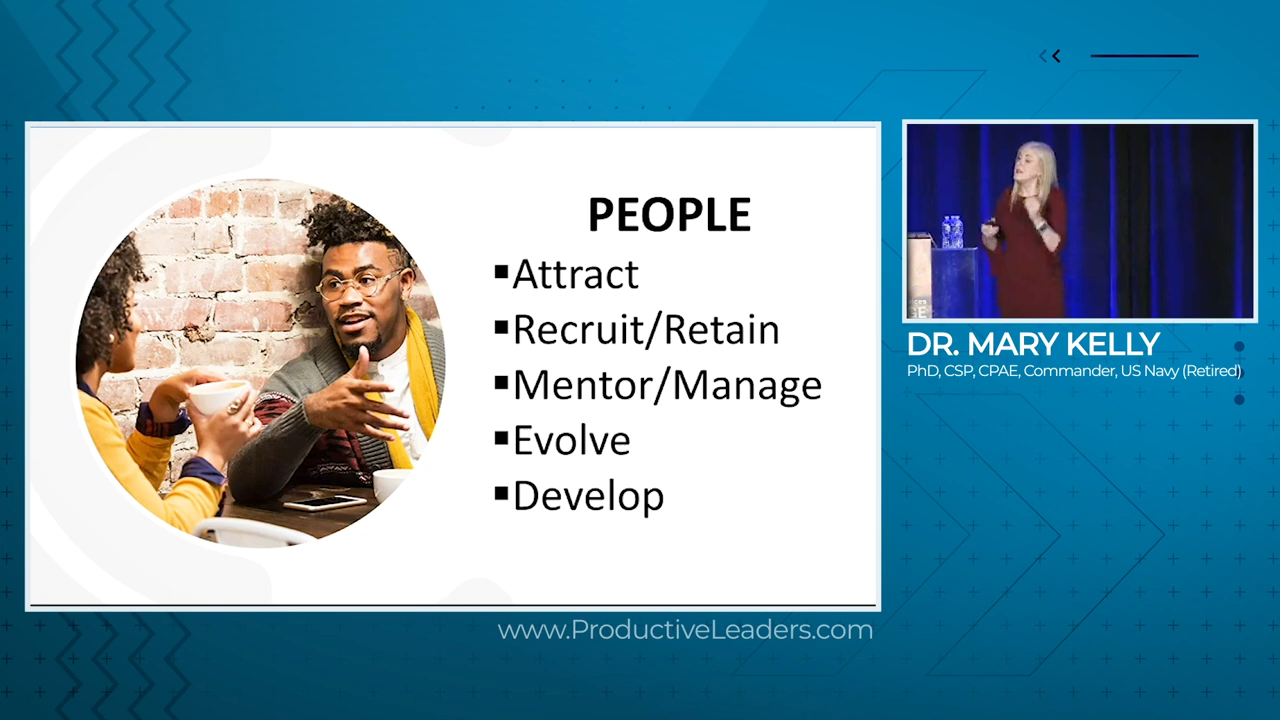 PEOPLE
▪Attract
▪Recruit/Retain
▪Mentor/Manage
▪Evolve
▪Develop
DR. MARY KELLY
PhD, CSP, CPAE, Commander, US Navy (Retired)
www.ProductiveLeaders.com